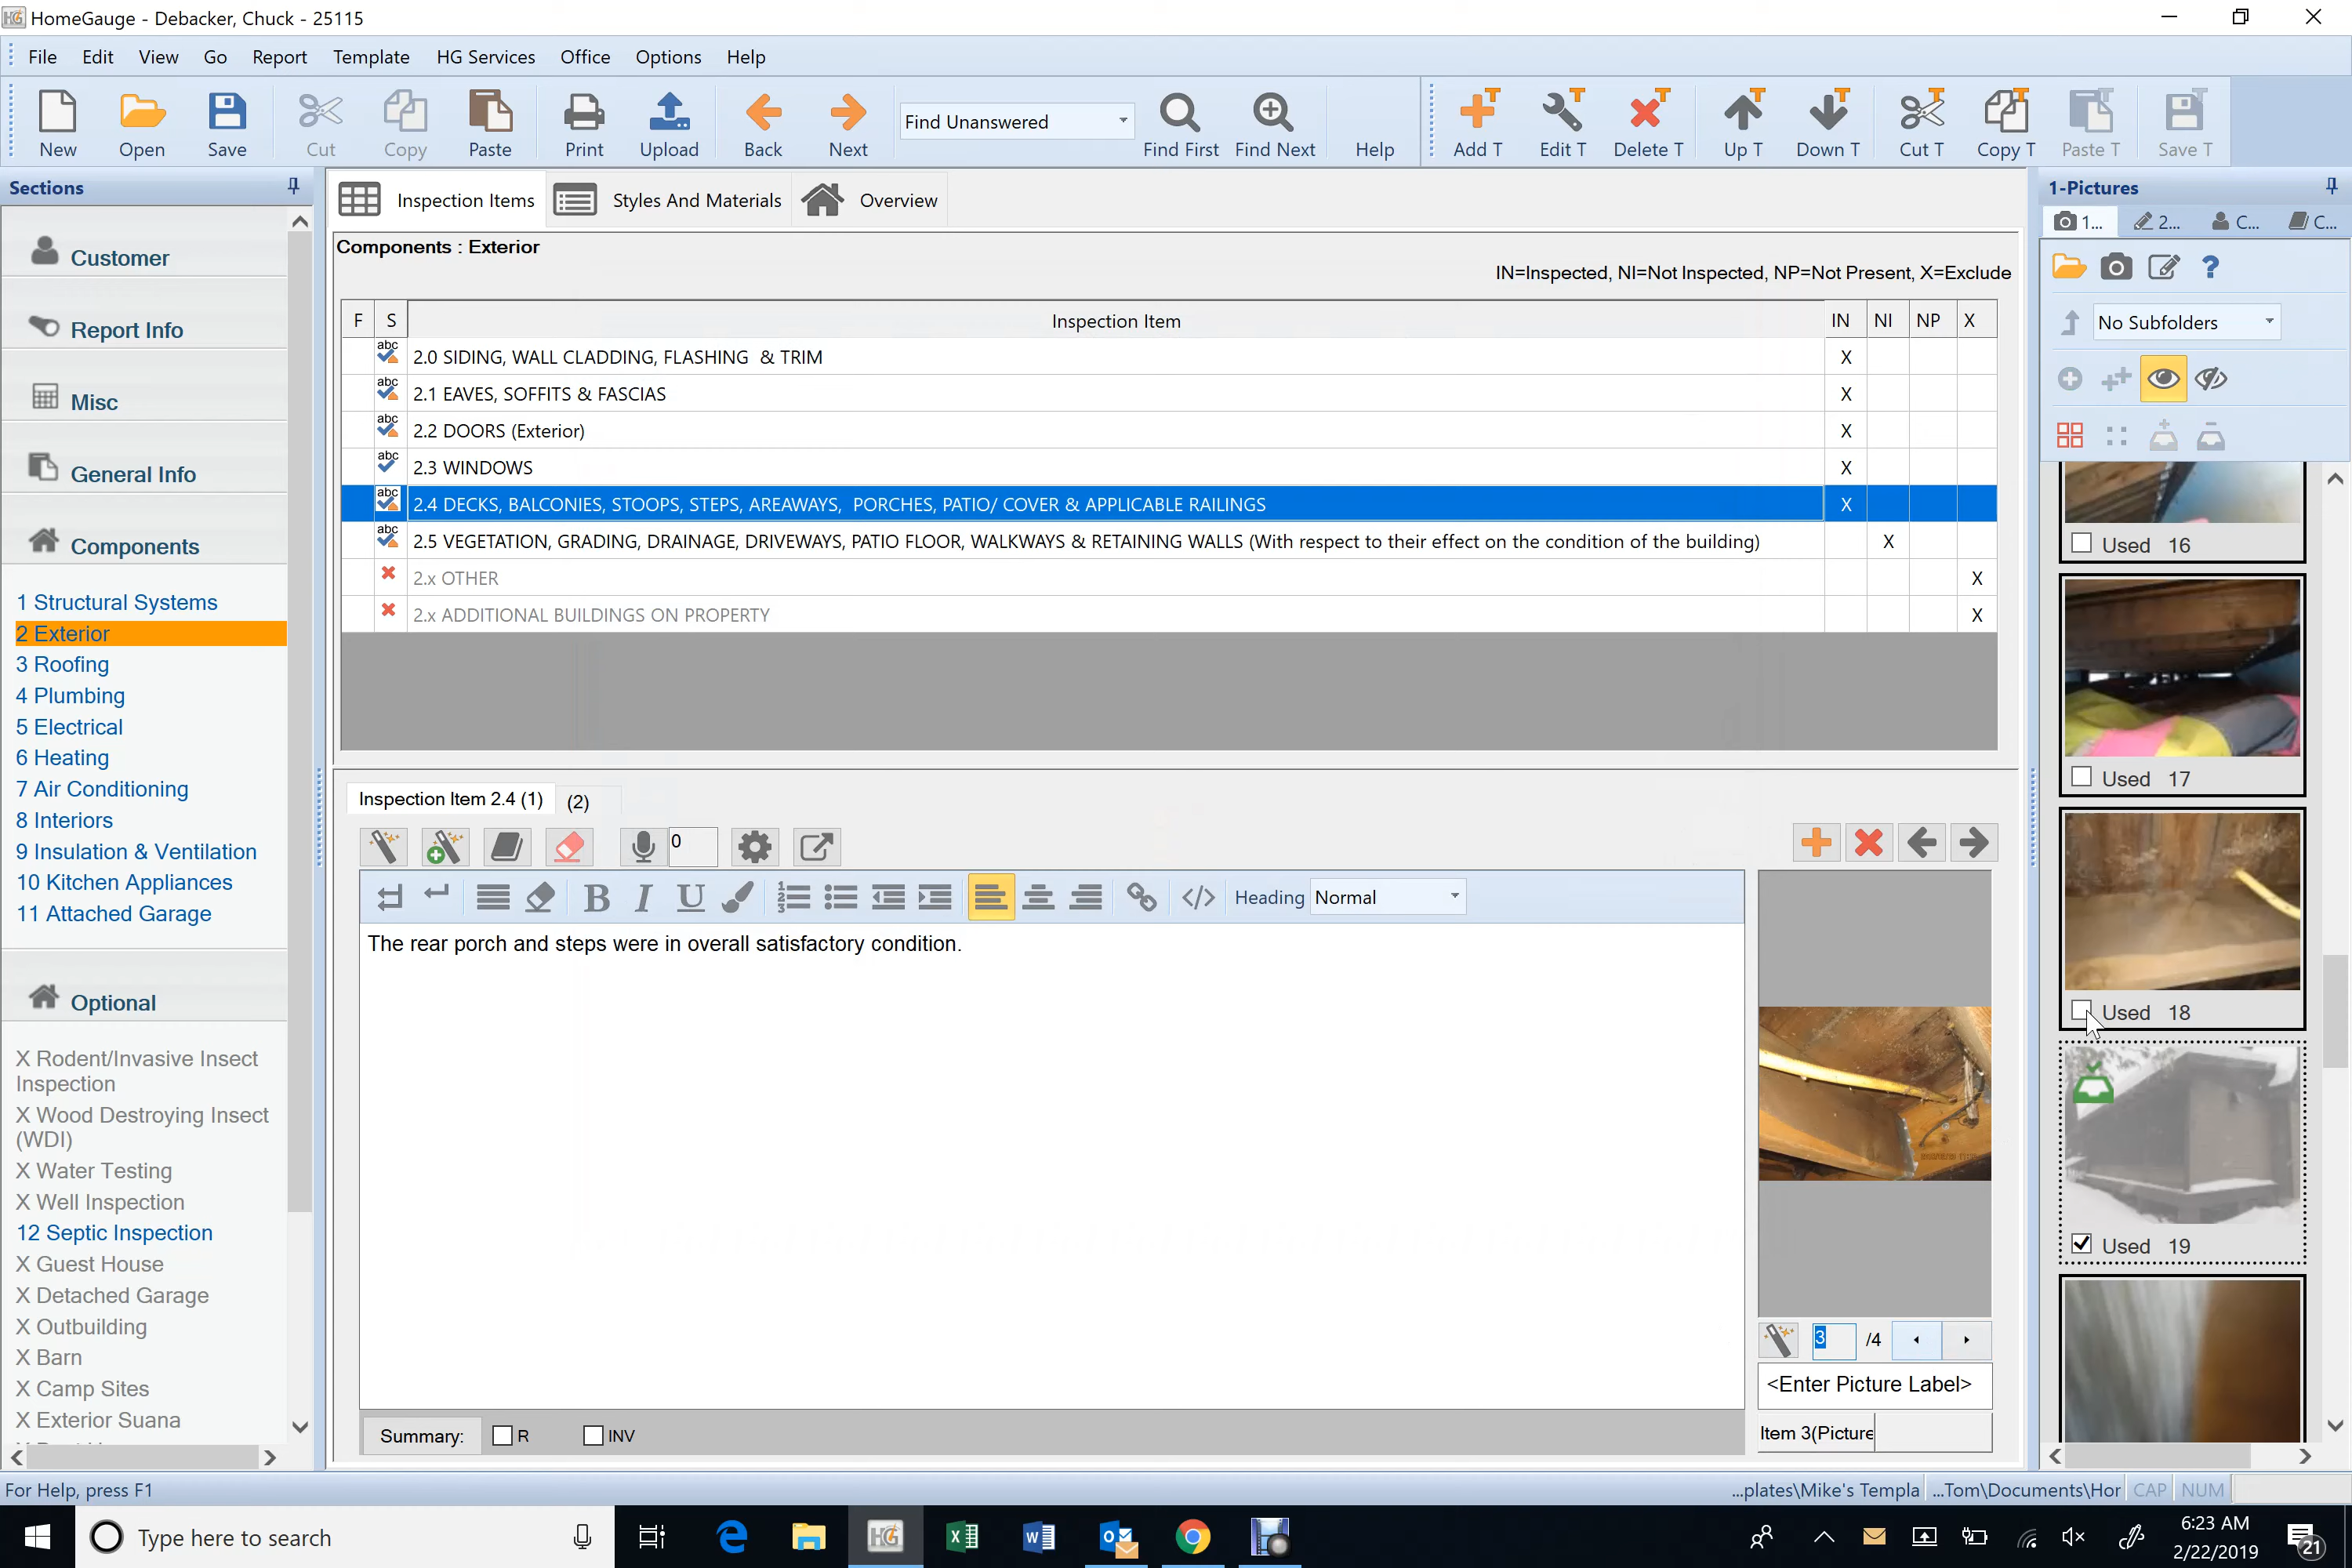 HomeGauge - Debacker, Chuck - 25115
File Edit View Go Report Template HG Services Office Options Help
New Open Save Cut Copy Paste Print Upload Back Next Find Unanswered Find First Find Next Help Add T Edit T Delete T Up T Down T Cut T Copy T Paste T Save T
Sections
Customer
Report Info
Misc
General Info
Components
1 Structural Systems
2 Exterior
3 Roofing
4 Plumbing
5 Electrical
6 Heating
7 Air Conditioning
8 Interiors
9 Insulation & Ventilation
10 Kitchen Appliances
11 Attached Garage
Optional
X Rodent/Invasive Insect
Inspection
X Wood Destroying Insect
(WDI)
X Water Testing
X Well Inspection
12 Septic Inspection
X Guest House
X Detached Garage
X Outbuilding
X Barn
X Camp Sites
X Exterior Suana
Inspection Items Styles And Materials Overview
Components : Exterior
IN=Inspected, NI=Not Inspected, NP=Not Present, X=Exclude
F S Inspection Item IN NI NP X
abc 2.0 SIDING, WALL CLADDING, FLASHING & TRIM X
abc 2.1 EAVES, SOFFITS & FASCIAS X
abc 2.2 DOORS (Exterior) X
abc 2.3 WINDOWS X
abc 2.4 DECKS, BALCONIES, STOOPS, STEPS, AREAWAYS, PORCHES, PATIO/ COVER & APPLICABLE RAILINGS X
abc 2.5 VEGETATION, GRADING, DRAINAGE, DRIVEWAYS, PATIO FLOOR, WALKWAYS & RETAINING WALLS (With respect to their effect on the condition of the building) X
2.x OTHER X
2.x ADDITIONAL BUILDINGS ON PROPERTY X
Inspection Item 2.4 (1) (2)
0
B I U Heading Normal
The rear porch and steps were in overall satisfactory condition.
3 /4
<Enter Picture Label>
Item 3(Picture
Summary: R INV
1-Pictures
1... 2... C... C...
No Subfolders
Used 16
Used 17
Used 18
Used 19
For Help, press F1 ...plates\Mike's Templa ...Tom\Documents\Hor CAP NUM
Type here to search
HG
6:23 AM
2/22/2019
21